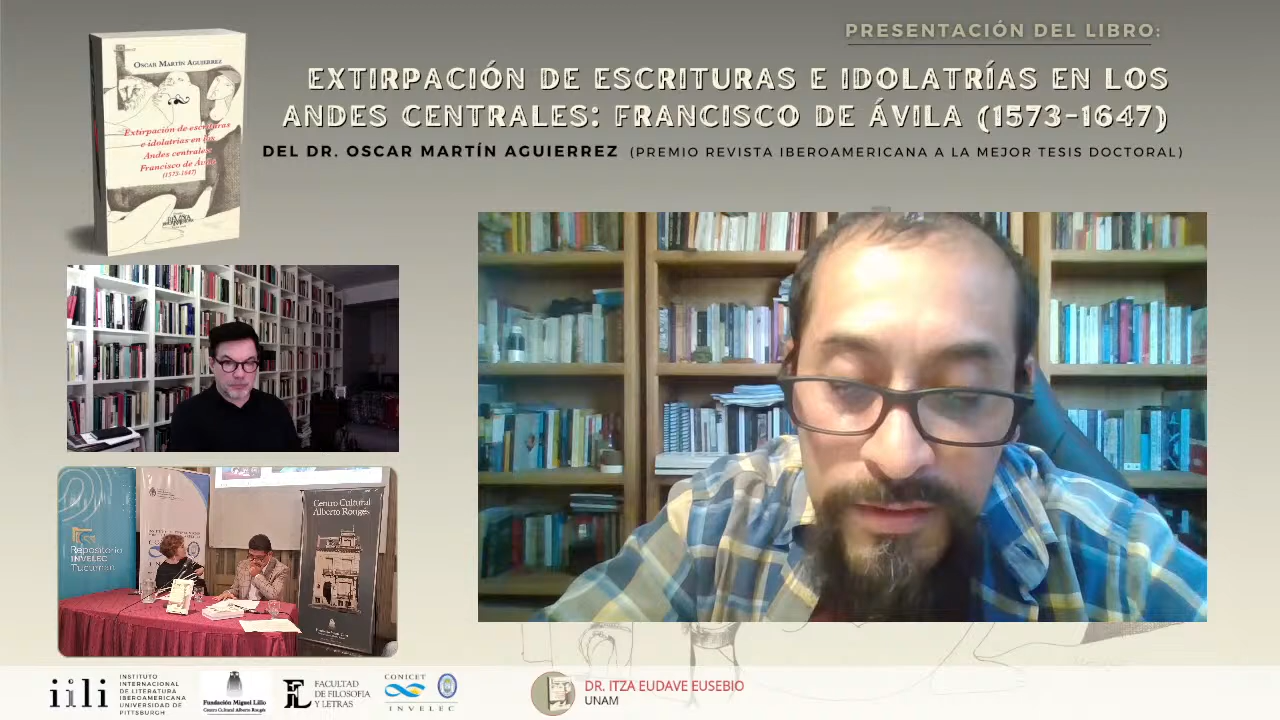 PRESENTACIÓN DEL LIBRO:
EXTIRPACIÓN DE ESCRITURAS E IDOLATRÍAS EN LOS
ANDES CENTRALES: FRANCISCO DE ÁVILA (1573-1647)
DEL DR. OSCAR MARTÍN AGUIERREZ (PREMIO REVISTA IBEROAMERICANA A LA MEJOR TESIS DOCTORAL)
OSCAR MARTÍN AGUIERREZ
Extirpación de escrituras
e idolatrías en los
Andes centrales:
Francisco de Ávila
(1573-1647)
Repositorio
INVELEC
Tucumán
Centro Cultural
Alberto Rougés
iili
INSTITUTO
INTERNACIONAL
DE LITERATURA
IBEROAMERICANA
UNIVERSIDAD DE
PITTSBURGH
Fundación Miguel Lillo
Centro Cultural Alberto Rougés
FACULTAD
DE FILOSOFIA
Y LETRAS
CONICET
INVELEC
DR. ITZA EUDAVE EUSEBIO
UNAM